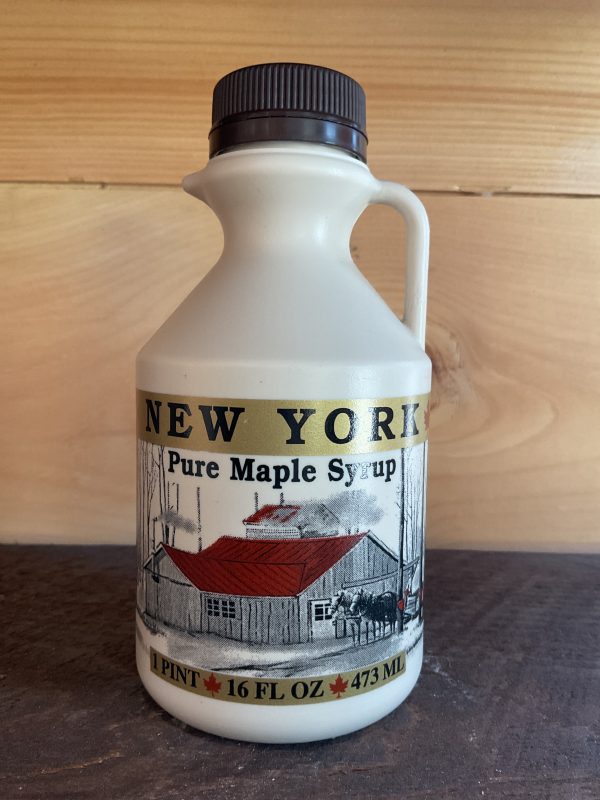 NEW YORK
Pure Maple Syrup
1 PINT 16 FL OZ 473 ML